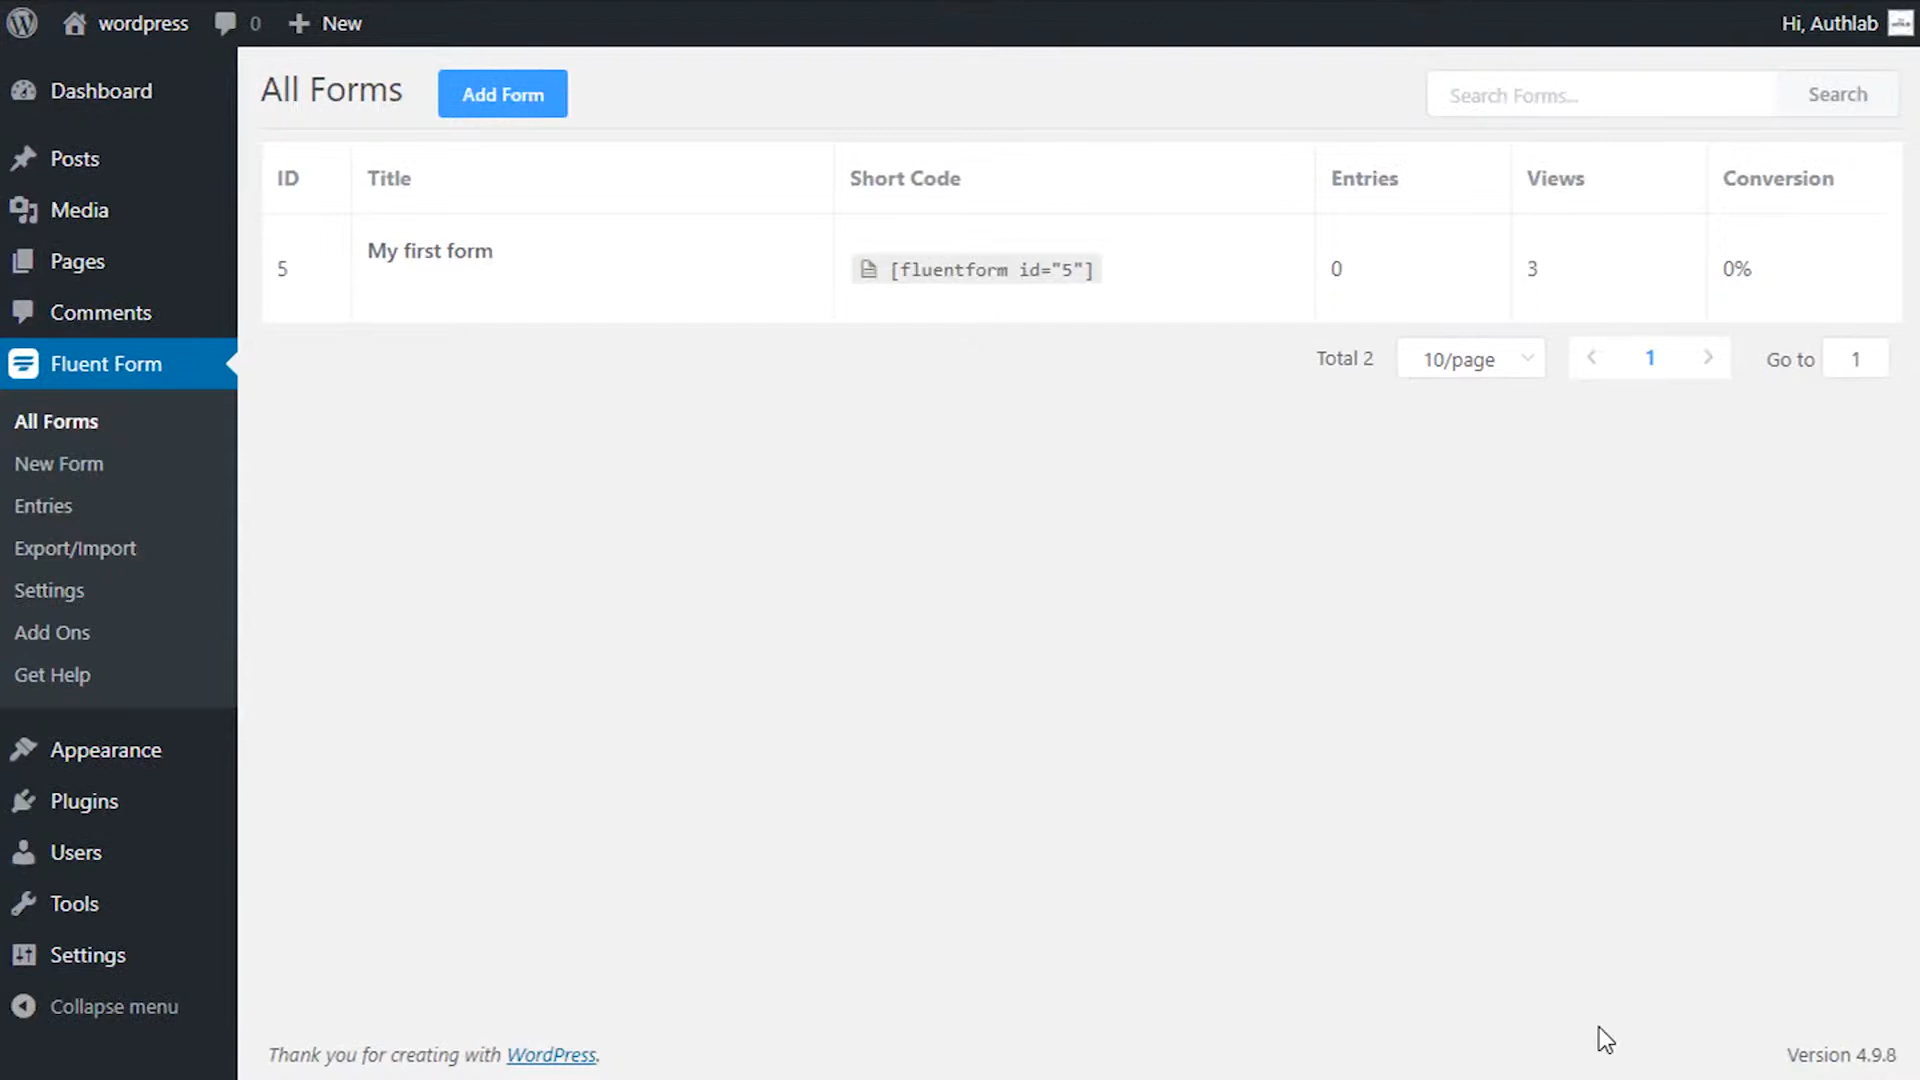 wordpress 0 New Hi, Authlab
Dashboard
Posts
Media
Pages
Comments
Fluent Form
All Forms
New Form
Entries
Export/Import
Settings
Add Ons
Get Help
Appearance
Plugins
Users
Tools
Settings
Collapse menu
All Forms Add Form Search Forms... Search
ID Title Short Code Entries Views Conversion
5 My first form [fluentform id="5"] 0 3 0%
Total 2 10/page 1 Go to 1
Thank you for creating with WordPress. Version 4.9.8